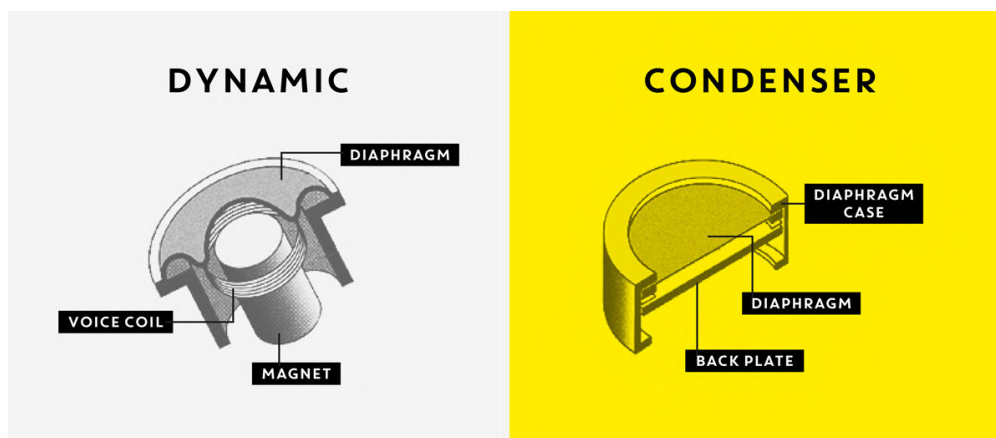 DYNAMIC
DIAPHRAGM
VOICE COIL
MAGNET
CONDENSER
DIAPHRAGM
CASE
DIAPHRAGM
BACK PLATE